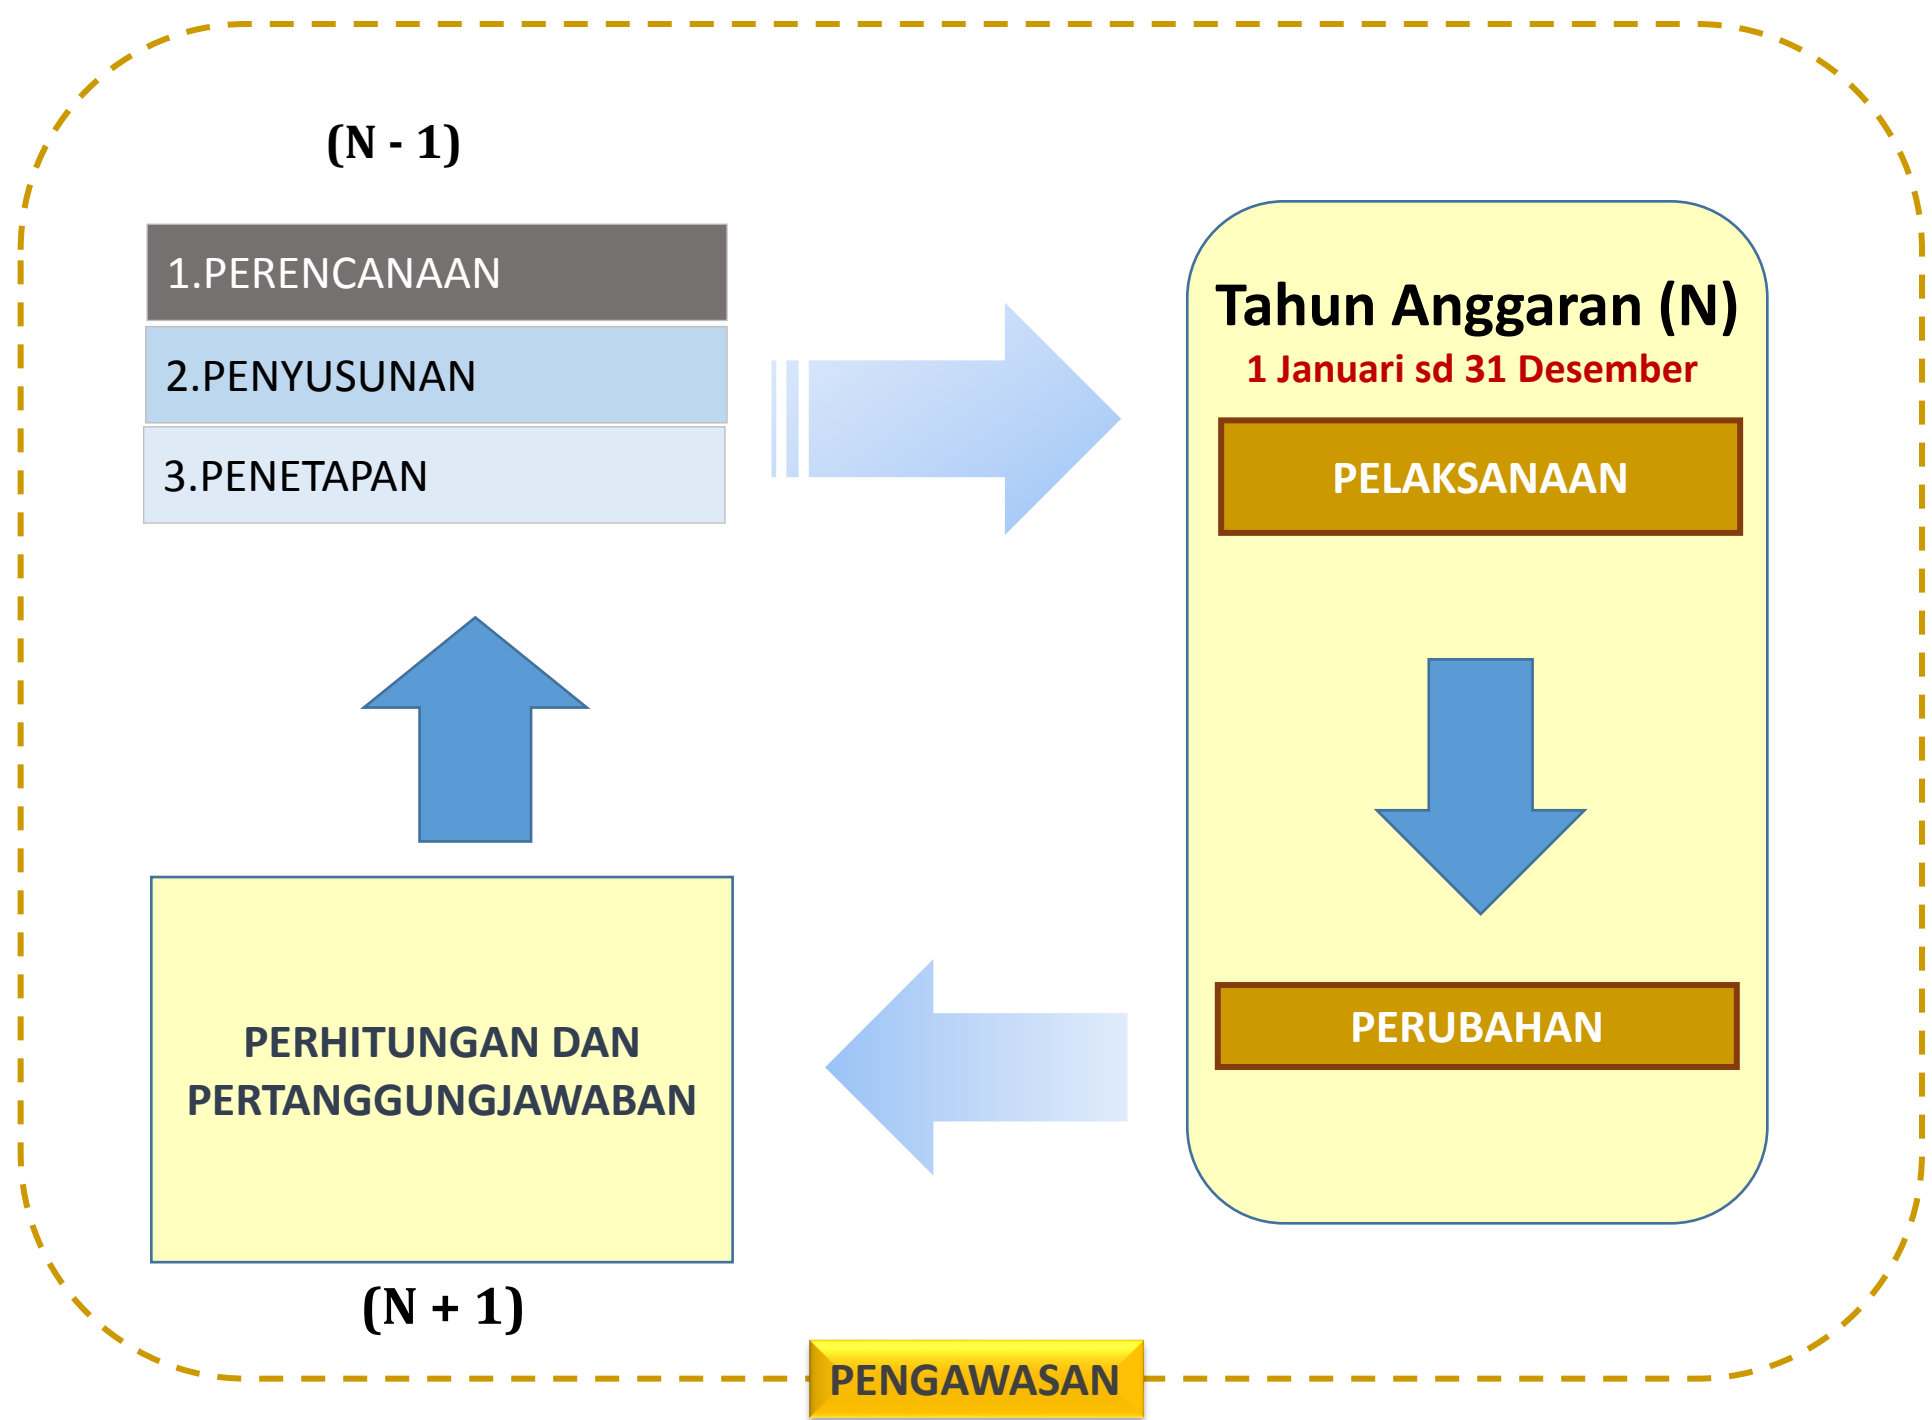 (N - 1)
1.PERENCANAAN
2.PENYUSUNAN
3.PENETAPAN
Tahun Anggaran (N)
1 Januari sd 31 Desember
PELAKSANAAN
PERUBAHAN
PERHITUNGAN DAN
PERTANGGUNGJAWABAN
(N + 1)
PENGAWASAN